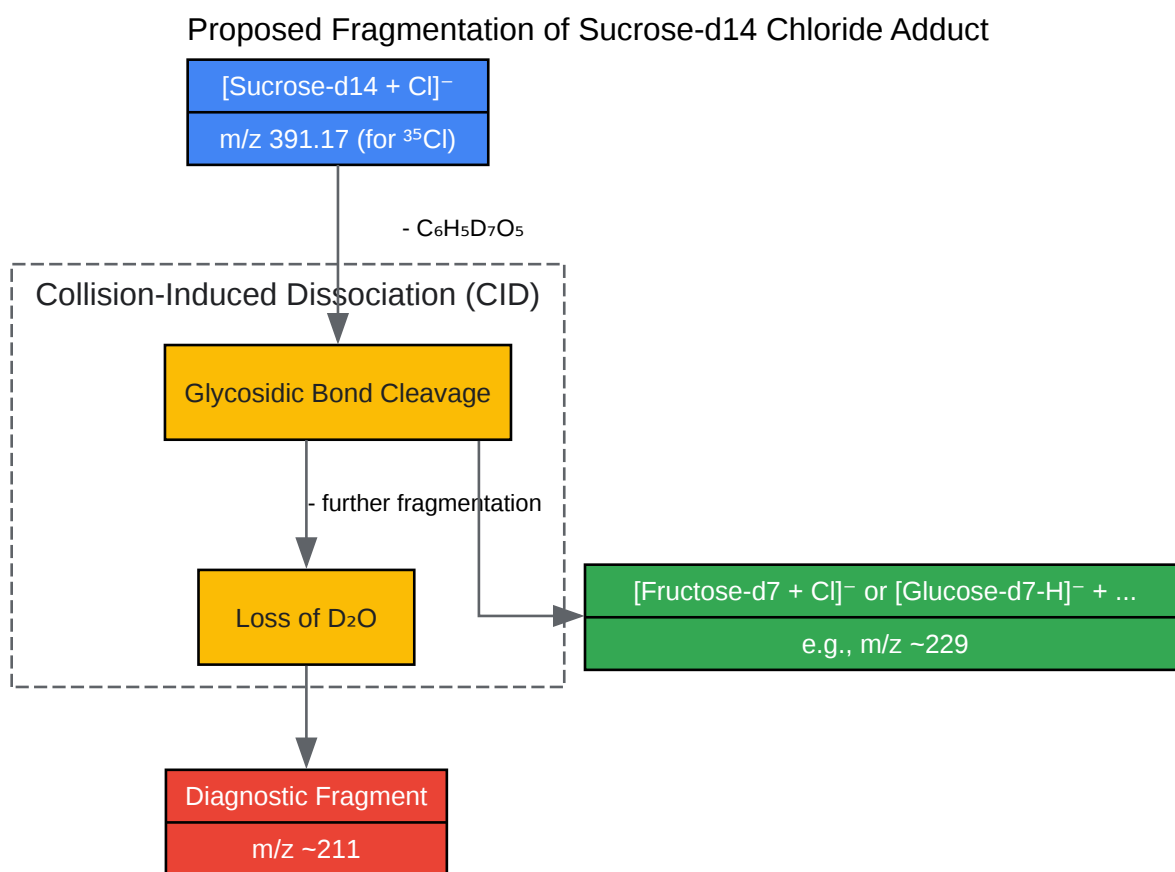 Proposed Fragmentation of Sucrose-d14 Chloride Adduct
[Sucrose-d14 + Cl]⁻
m/z 391.17 (for ³⁵Cl)
- C₆H₅D₇O₅
Collision-Induced Dissociation (CID)
Glycosidic Bond Cleavage
- further fragmentation
[Fructose-d7 + Cl]⁻ or [Glucose-d7-H]⁻ + ...
Loss of D₂O
e.g., m/z ~229
Diagnostic Fragment
m/z ~211